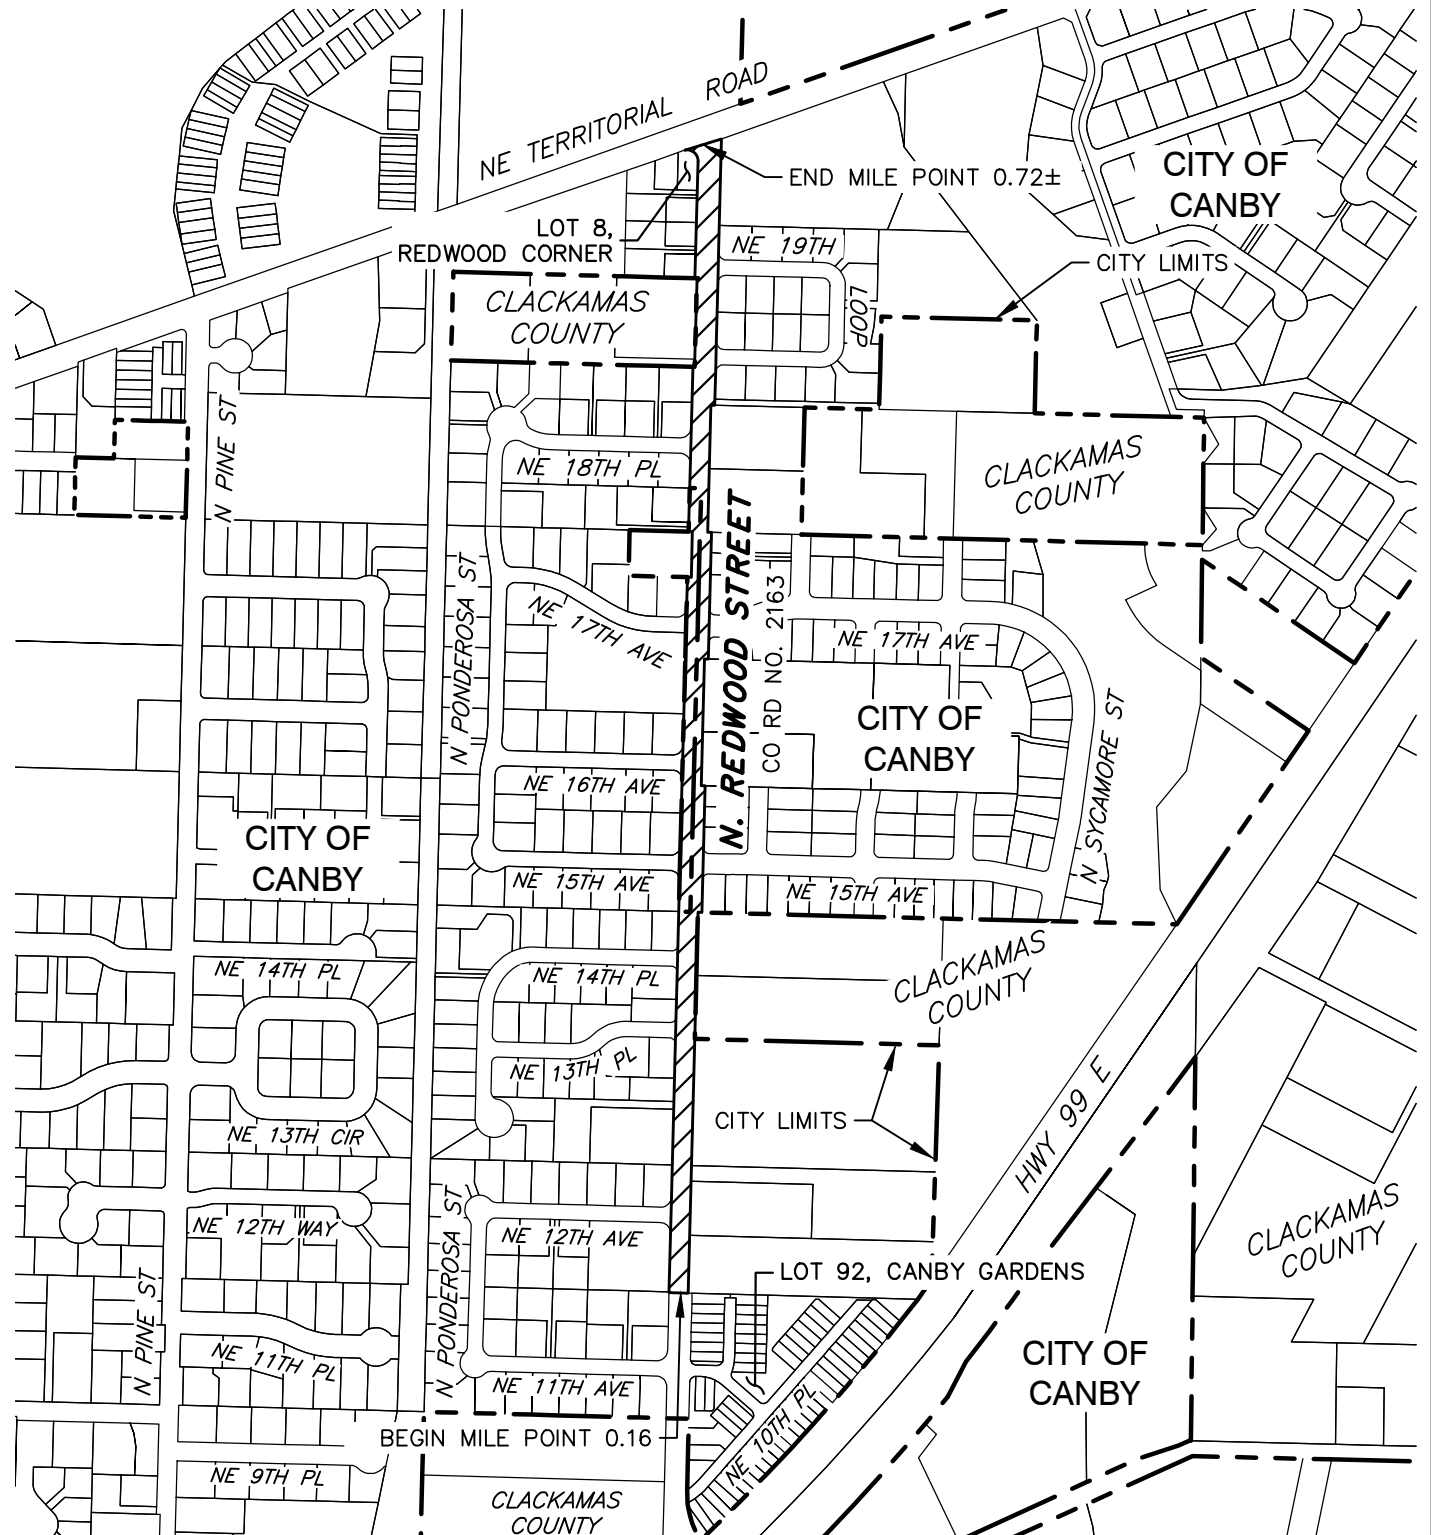 NE TERRITORIAL ROAD
END MILE POINT 0.72±
CITY OF
CANBY
LOT 8,
REDWOOD CORNER
NE 19TH
LOOP
CITY LIMITS
CLACKAMAS
COUNTY
N PINE ST
NE 18TH PL
CLACKAMAS
COUNTY
N PONDEROSA ST
NE 17TH AVE
N. REDWOOD STREET
CO RD NO. 2163
NE 17TH AVE
CITY OF
CANBY
N SYCAMORE ST
NE 16TH AVE
CITY OF
CANBY
NE 15TH AVE
NE 15TH AVE
NE 14TH PL
NE 14TH PL
CLACKAMAS
COUNTY
NE 13TH PL
CITY LIMITS
HWY 99 E
NE 13TH CIR
NE 12TH WAY
N PONDEROSA ST
NE 12TH AVE
CLACKAMAS
COUNTY
LOT 92, CANBY GARDENS
N PINE ST
NE 11TH PL
NE 11TH AVE
CITY OF
CANBY
BEGIN MILE POINT 0.16
NE 10TH PL
NE 9TH PL
CLACKAMAS
COUNTY